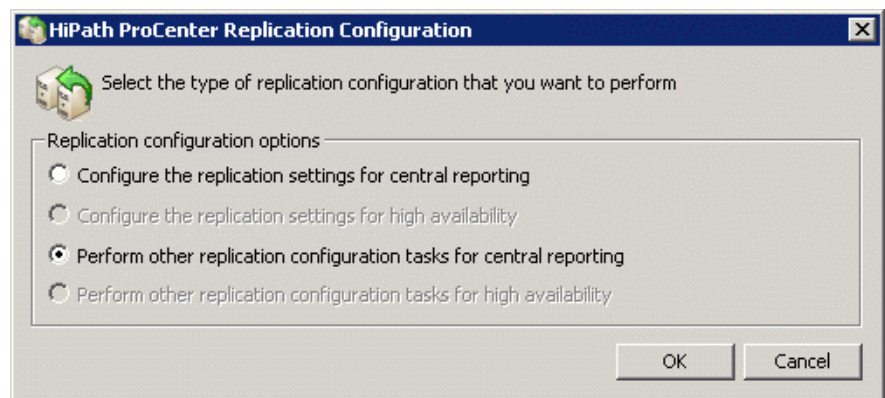 HiPath ProCenter Replication Configuration
Select the type of replication configuration that you want to perform
Replication configuration options
Configure the replication settings for central reporting
Configure the replication settings for high availability
Perform other replication configuration tasks for central reporting
Perform other replication configuration tasks for high availability
OK Cancel